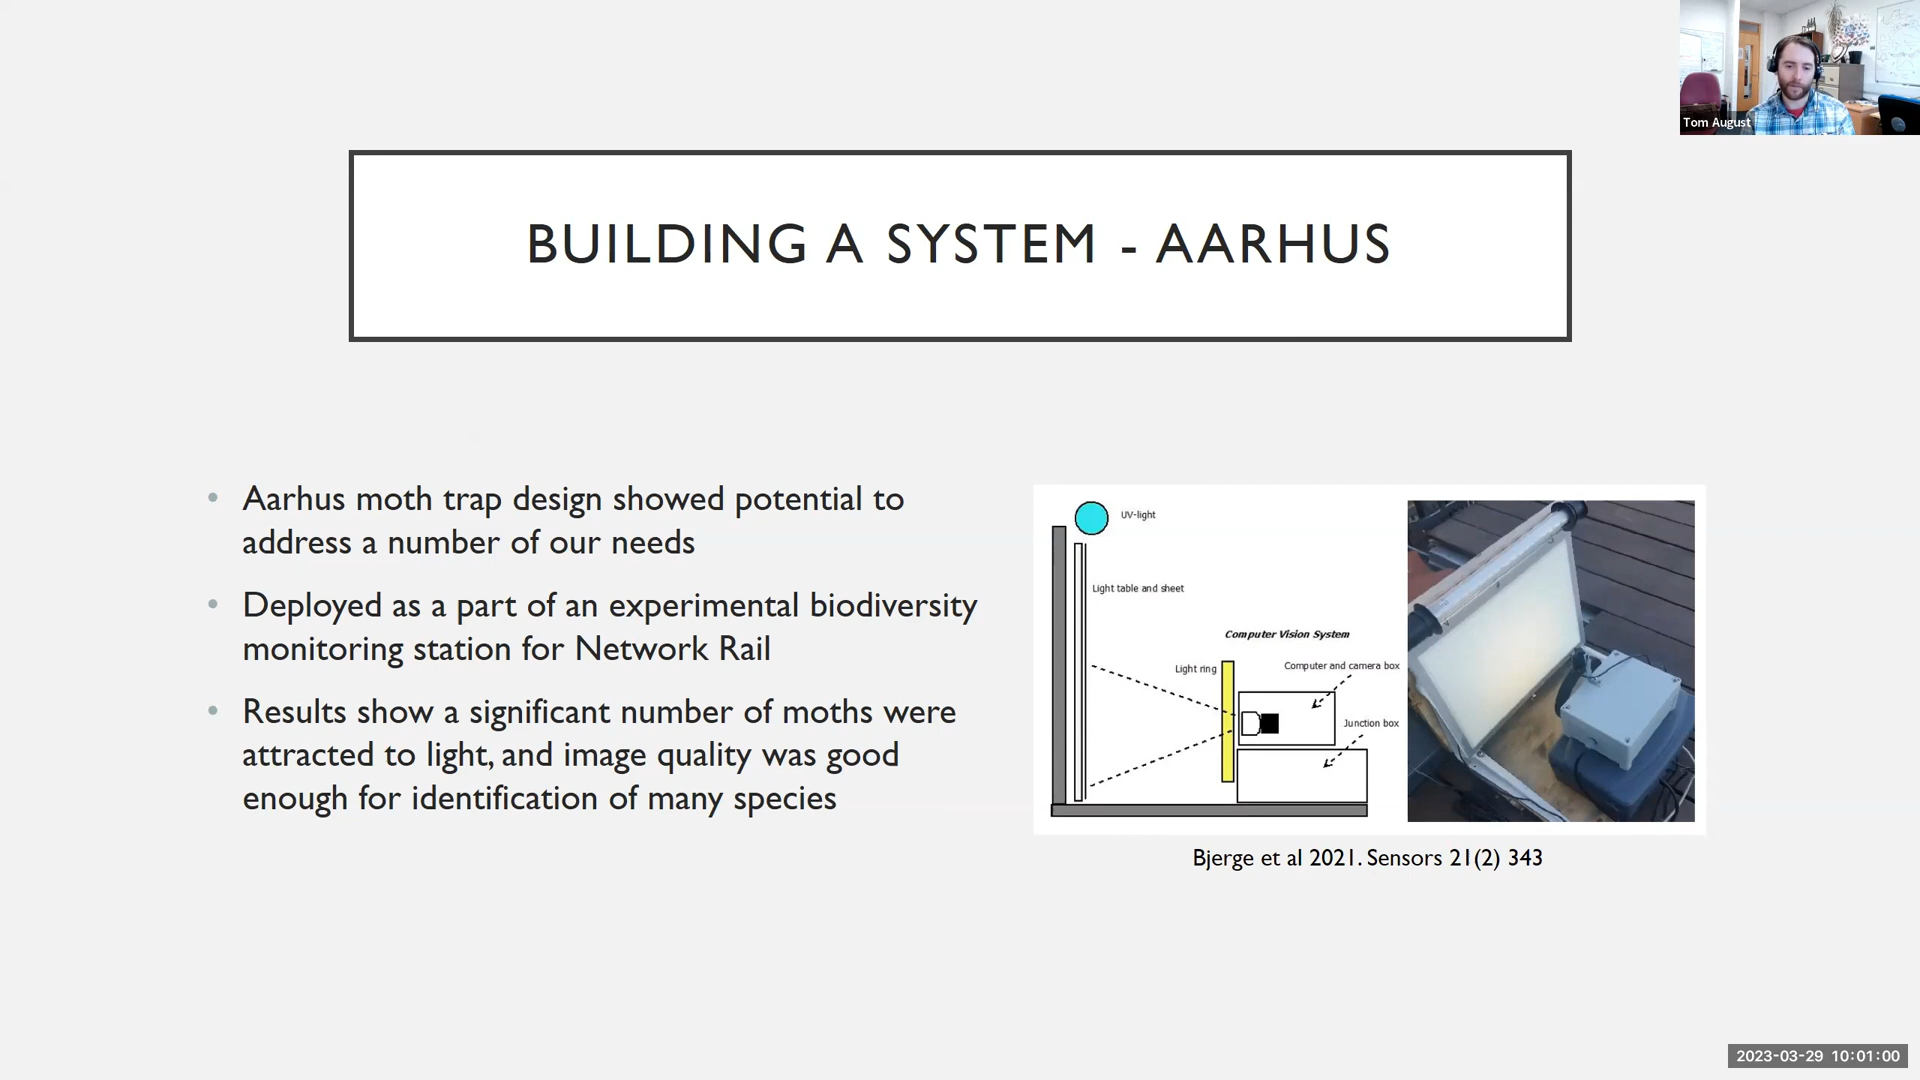 Tom August
BUILDING A SYSTEM - AARHUS
• Aarhus moth trap design showed potential to
address a number of our needs
• Deployed as a part of an experimental biodiversity
monitoring station for Network Rail
• Results show a significant number of moths were
attracted to light, and image quality was good
enough for identification of many species
UV-light
Light table and sheet
Computer Vision System
Light ring
Computer and camera box
Junction box
Bjerge et al 2021. Sensors 21(2) 343
2023-03-29 10:01:00